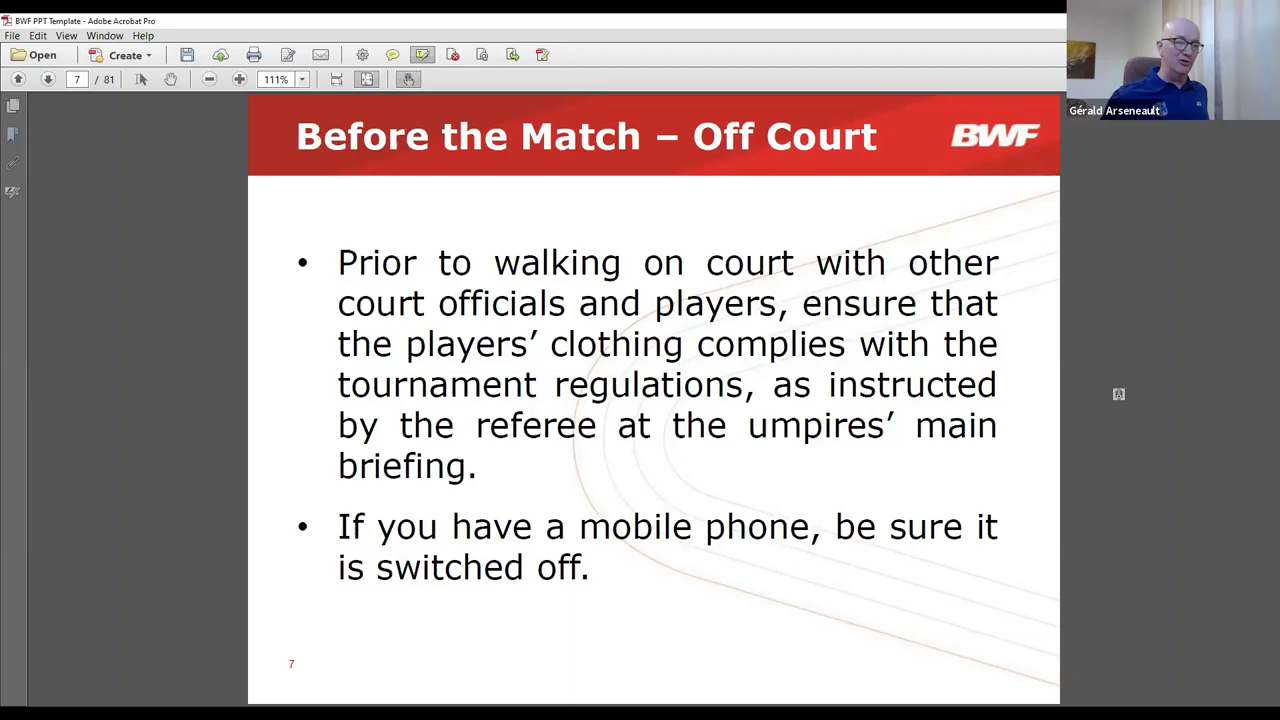 BWF PPT Template - Adobe Acrobat Pro
File Edit View Window Help
Open Create
7 / 81 111%
Gérald Arseneault
Before the Match – Off Court
BWF
• Prior to walking on court with other
court officials and players, ensure that
the players’ clothing complies with the
tournament regulations, as instructed
by the referee at the umpires’ main
briefing.
• If you have a mobile phone, be sure it
is switched off.
7